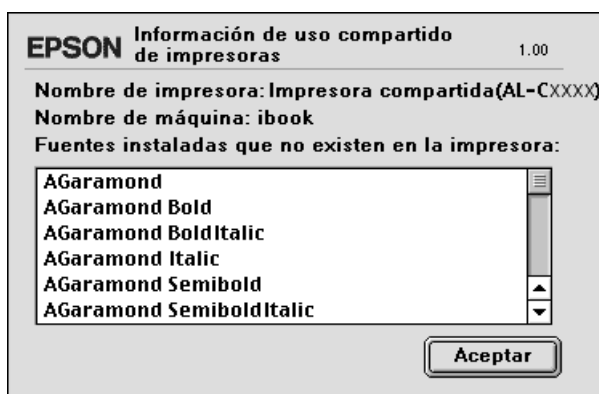 EPSON
Información de uso compartido
de impresoras
1.00
Nombre de impresora: Impresora compartida(AL-CXXXX)
Nombre de máquina: ibook
Fuentes instaladas que no existen en la impresora:
AGaramond
AGaramond Bold
AGaramond BoldItalic
AGaramond Italic
AGaramond Semibold
AGaramond SemiboldItalic
Aceptar